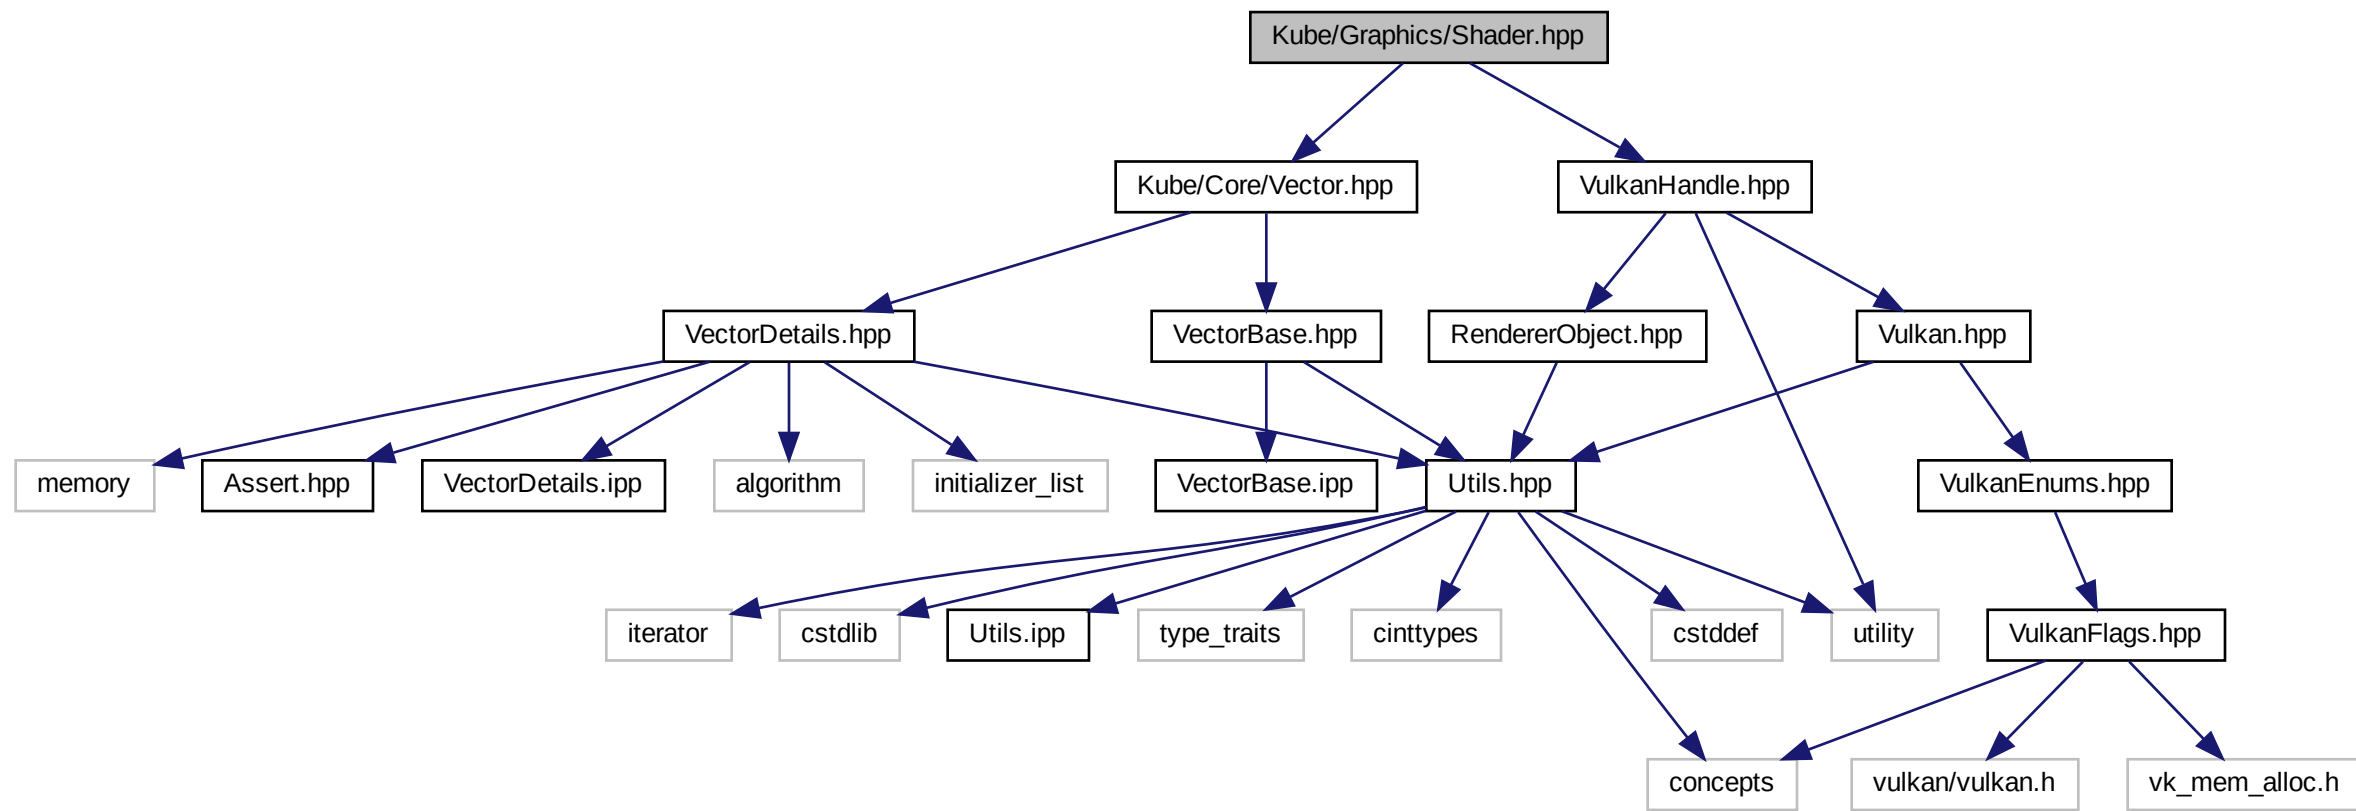 Kube/Graphics/Shader.hpp
Kube/Core/Vector.hpp
VulkanHandle.hpp
VectorDetails.hpp
VectorBase.hpp
RendererObject.hpp
Vulkan.hpp
memory
Assert.hpp
VectorDetails.ipp
algorithm
initializer_list
VectorBase.ipp
Utils.hpp
VulkanEnums.hpp
iterator
cstdlib
Utils.ipp
type_traits
cinttypes
cstddef
utility
VulkanFlags.hpp
concepts
vulkan/vulkan.h
vk_mem_alloc.h